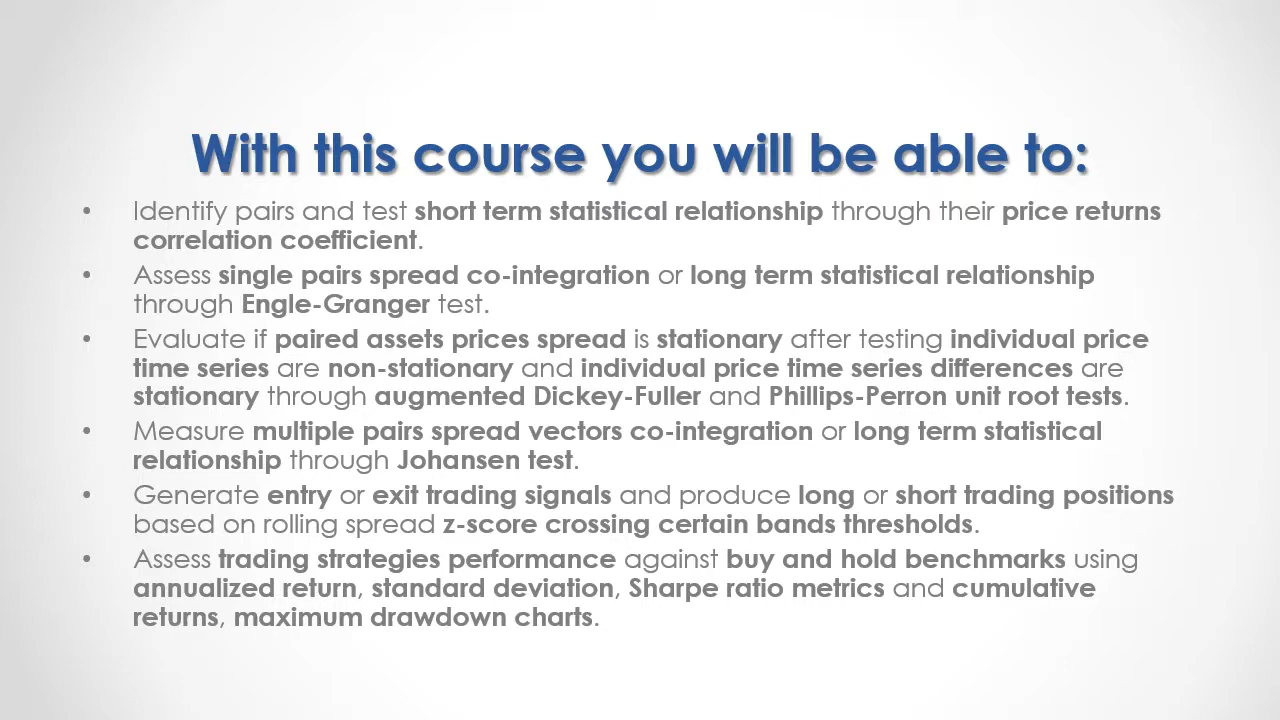 With this course you will be able to:
• Identify pairs and test short term statistical relationship through their price returns
correlation coefficient.
• Assess single pairs spread co-integration or long term statistical relationship
through Engle-Granger test.
• Evaluate if paired assets prices spread is stationary after testing individual price
time series are non-stationary and individual price time series differences are
stationary through augmented Dickey-Fuller and Phillips-Perron unit root tests.
• Measure multiple pairs spread vectors co-integration or long term statistical
relationship through Johansen test.
• Generate entry or exit trading signals and produce long or short trading positions
based on rolling spread z-score crossing certain bands thresholds.
• Assess trading strategies performance against buy and hold benchmarks using
annualized return, standard deviation, Sharpe ratio metrics and cumulative
returns, maximum drawdown charts.